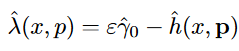 λ̂(x, p) = εγ̂₀ − ĥ(x, **p**)